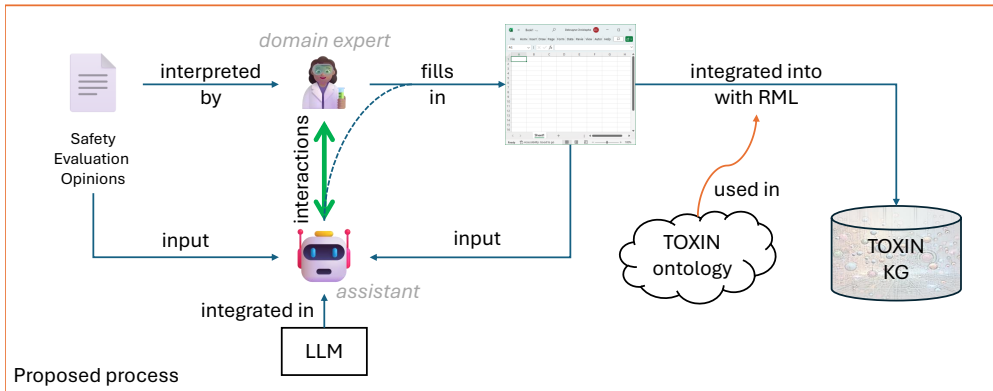 domain expert
interpreted
by
fills
in
integrated into
with RML
Safety
Evaluation
Opinions
interactions
used in
input
input
TOXIN
ontology
TOXIN
KG
assistant
integrated in
LLM
Proposed process